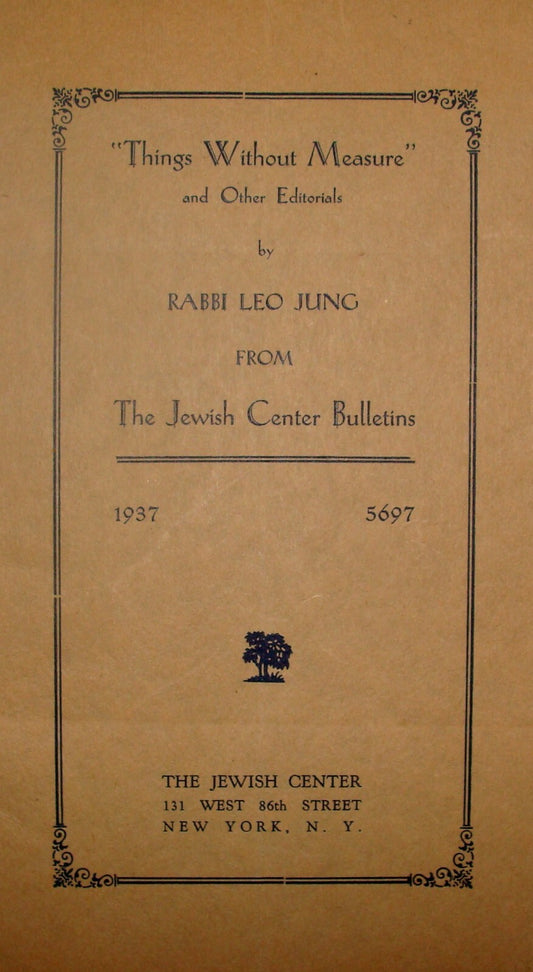 "Things Without Measure"
and Other Editorials
by
RABBI LEO JUNG
FROM
The Jewish Center Bulletins
1937 5697
THE JEWISH CENTER
131 WEST 86th STREET
NEW YORK, N. Y.